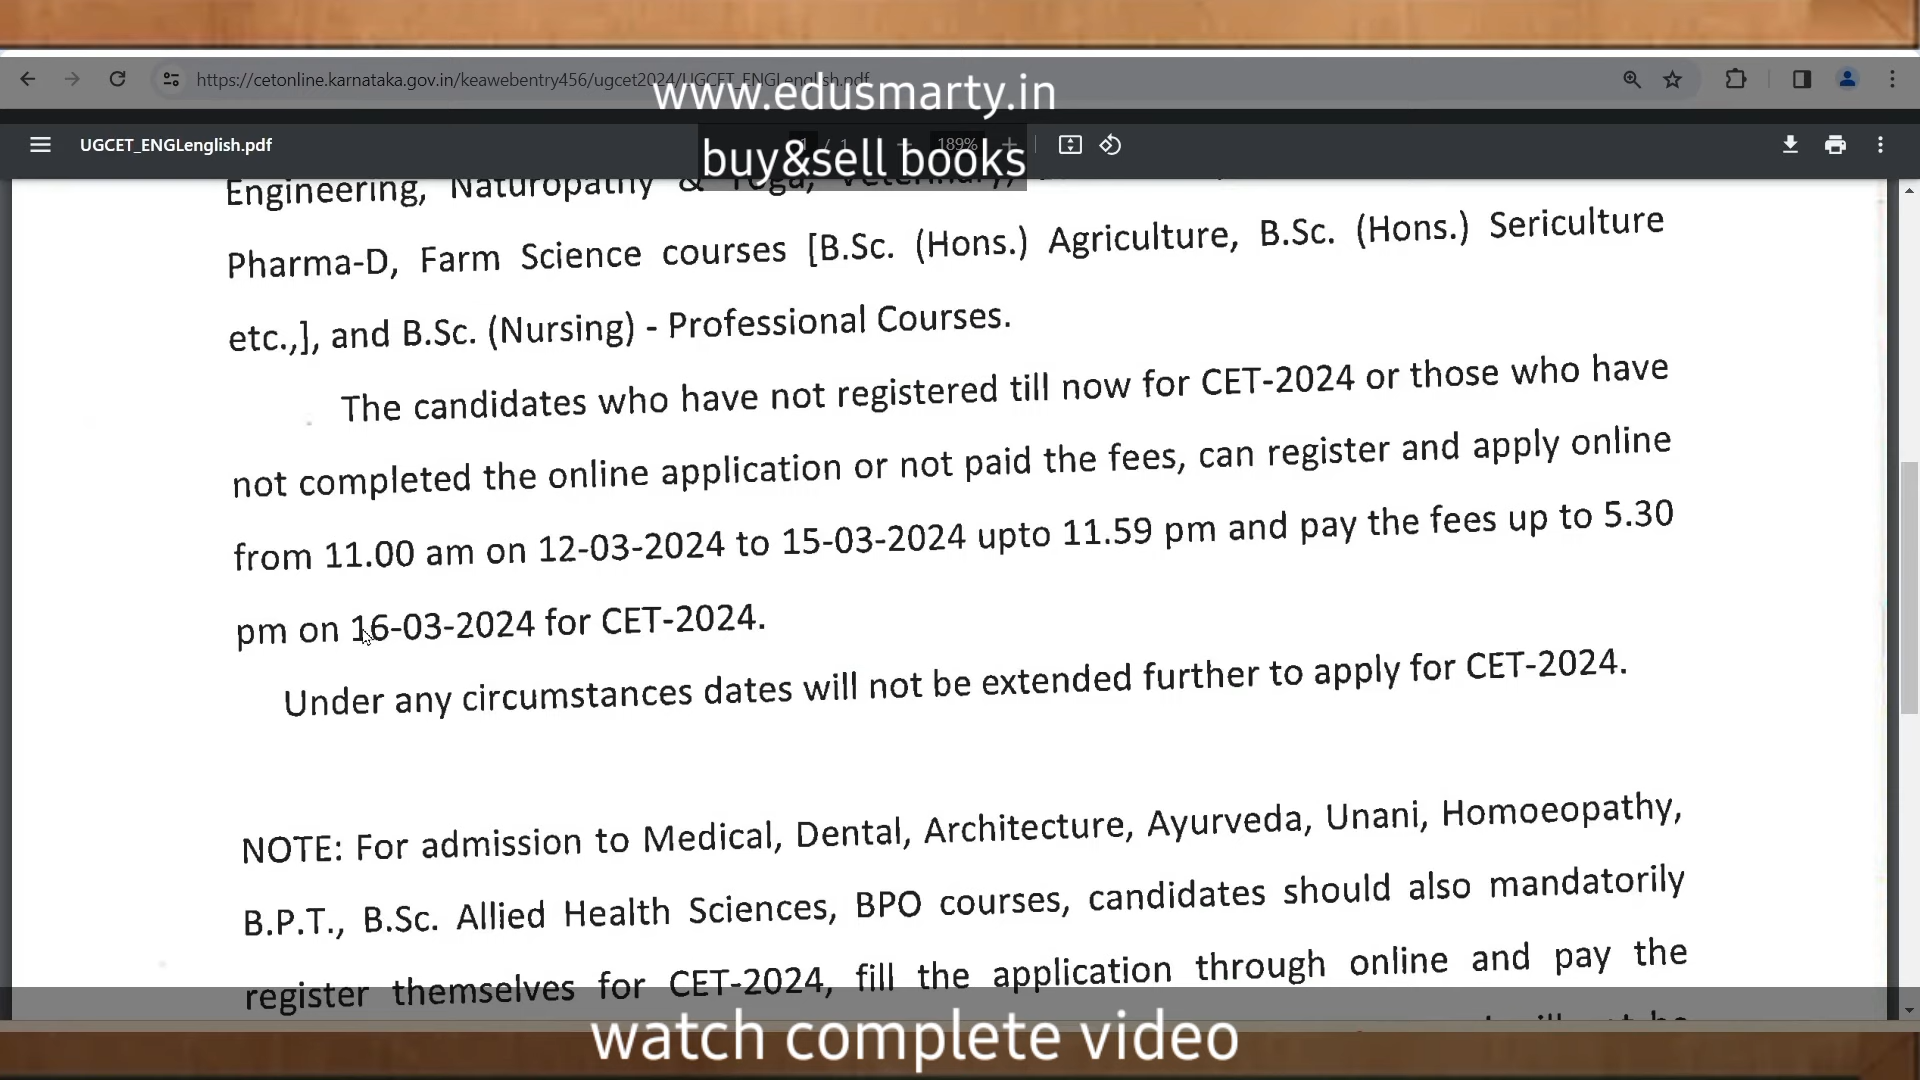 https://cetonline.karnataka.gov.in/keawebentry456/ugcet2024/UGCET_ENGLenglish.pdf
www.edusmarty.in
UGCET_ENGLenglish.pdf
1 / 1
189%
buy&sell books
Engineering, Naturopathy & Yoga, Veterinary,
Pharma-D, Farm Science courses [B.Sc. (Hons.) Agriculture, B.Sc. (Hons.) Sericulture
etc.,], and B.Sc. (Nursing) - Professional Courses.
The candidates who have not registered till now for CET-2024 or those who have
not completed the online application or not paid the fees, can register and apply online
from 11.00 am on 12-03-2024 to 15-03-2024 upto 11.59 pm and pay the fees up to 5.30
pm on 16-03-2024 for CET-2024.
Under any circumstances dates will not be extended further to apply for CET-2024.
NOTE: For admission to Medical, Dental, Architecture, Ayurveda, Unani, Homoeopathy,
B.P.T., B.Sc. Allied Health Sciences, BPO courses, candidates should also mandatorily
register themselves for CET-2024, fill the application through online and pay the
watch complete video